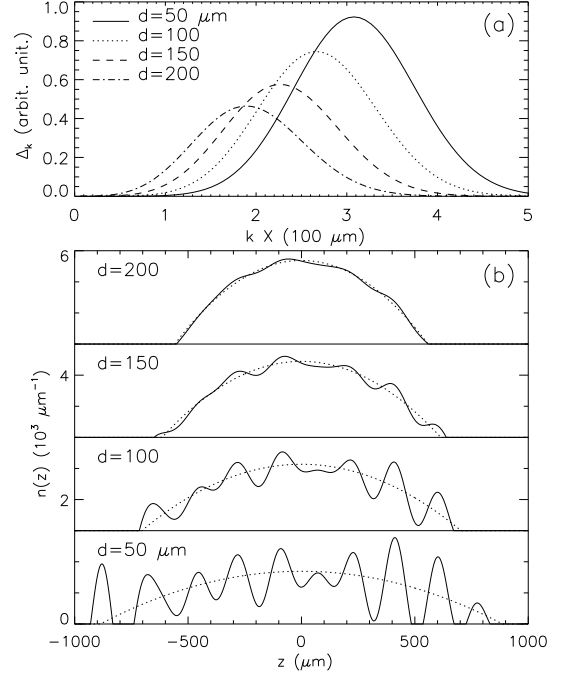 1.0
0.8
0.6
0.4
0.2
0.0
Δk (arbit. unit.)
d=50 μm
d=100
d=150
d=200
(a)
0 1 2 3 4 5
k X (100 μm)
(b)
6
4
2
0
n(z) (10³ μm⁻¹)
d=200
d=150
d=100
d=50 μm
−1000 −500 0 500 1000
z (μm)